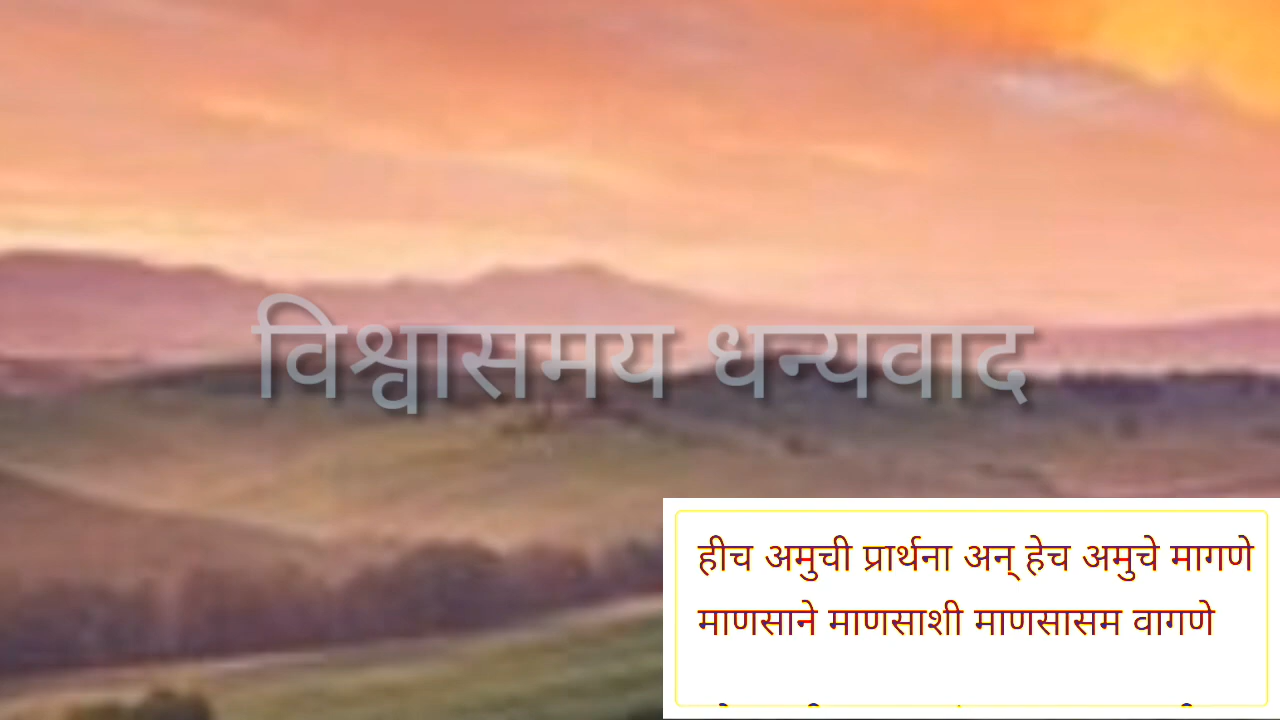 विश्वासमय धन्यवाद
हीच अमुची प्रार्थना अन् हेच अमुचे मागणे
माणसाने माणसाशी माणसासम वागणे